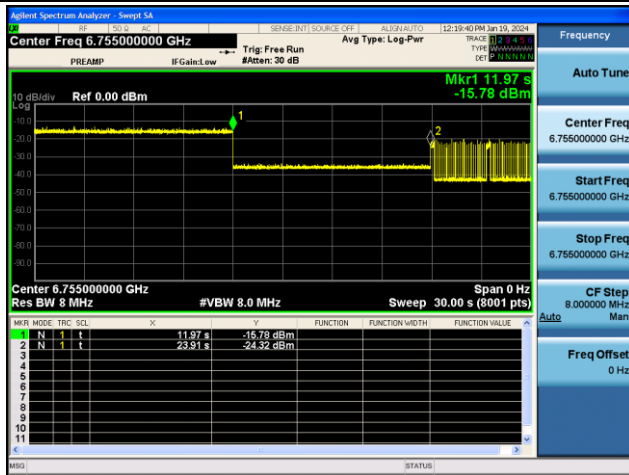 Agilent Spectrum Analyzer - Swept SA
RF 50 Ω AC SENSE:INT SOURCE OFF ALIGNAUTO 12:19:40 PM Jan 19, 2024
Center Freq 6.755000000 GHz Avg Type: Log-Pwr TRACE 1 2 3 4 5 6
Trig: Free Run TYPE
PREAMP IFGain:Low #Atten: 30 dB DET P N N N N N
Mkr1 11.97 s
-15.78 dBm
10 dB/div Ref 0.00 dBm
Log
-10.0
-20.0
-30.0
-40.0
-50.0
-60.0
-70.0
-80.0
-90.0
1
2
Center 6.755000000 GHz Span 0 Hz
Res BW 8 MHz #VBW 8.0 MHz Sweep 30.00 s (8001 pts)
MKR MODE TRC SCL X Y FUNCTION FUNCTION WIDTH FUNCTION VALUE
1 N 1 t 11.97 s -15.78 dBm
2 N 1 t 23.91 s -24.32 dBm
3
4
5
6
7
8
9
10
11
MSG STATUS
Frequency
Auto Tune
Center Freq
6.755000000 GHz
Start Freq
6.755000000 GHz
Stop Freq
6.755000000 GHz
CF Step
8.000000 MHz
Auto Man
Freq Offset
0 Hz